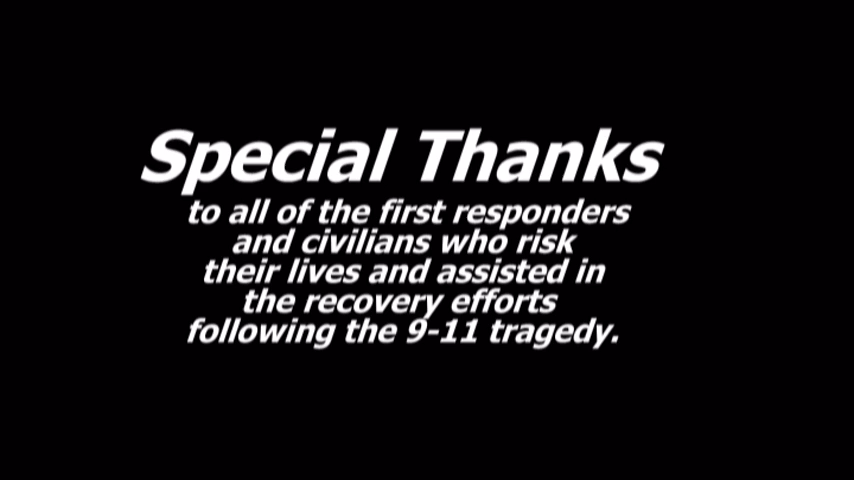 Special Thanks
to all of the first responders
and civilians who risk
their lives and assisted in
the recovery efforts
following the 9-11 tragedy.